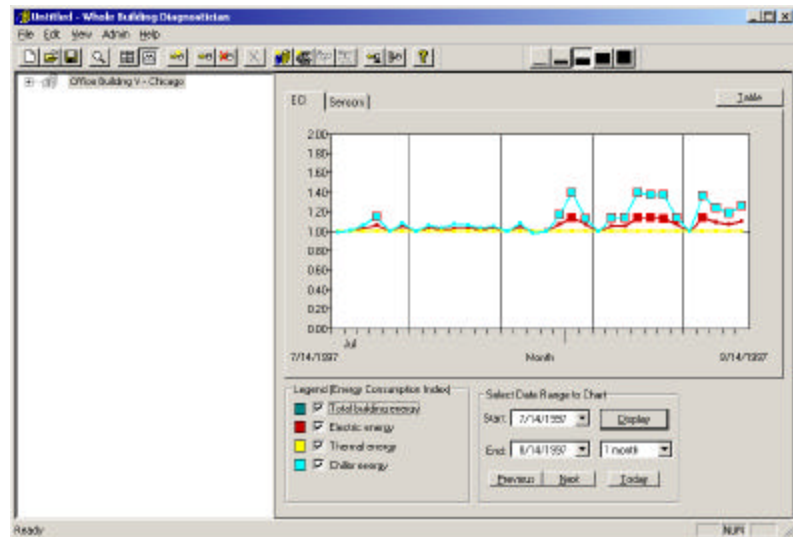 Untitled - Whole Building Diagnostician
File Edit View Admin Help
Office Building V - Chicago
ECI
Sensors
Table
2.00
1.80
1.60
1.40
1.20
1.00
0.80
0.60
0.40
0.20
0.00
Jul
7/14/1997 Month 8/14/1997
Legend (Energy Consumption Index)
Total building energy
Electric energy
Thermal energy
Chiller energy
Select Date Range to Chart
Start: 7/14/1997 Display
End: 8/14/1997 1 month
Previous Next Today
Ready NUM